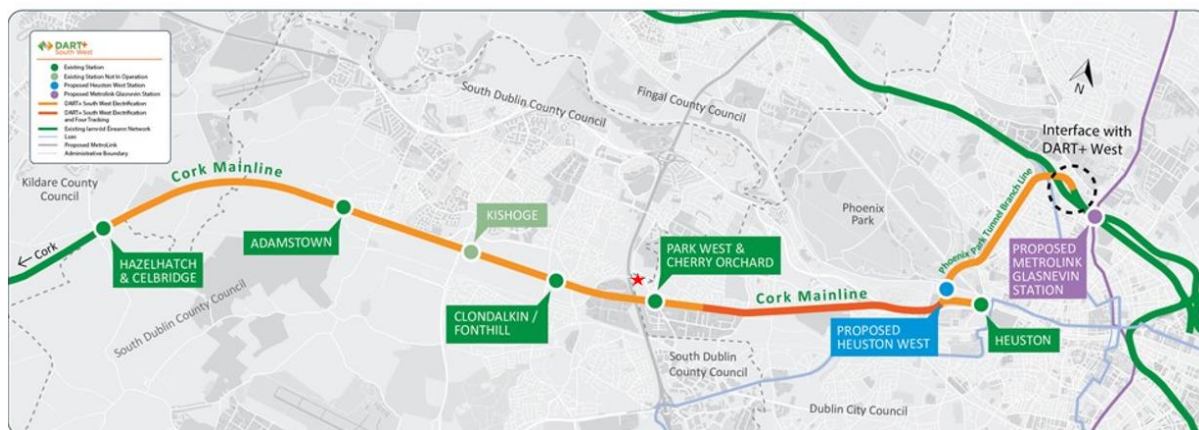 DART+
South West
Existing Station
Existing Station Not In Operation
Proposed Heuston West Station
Proposed Metrolink Glasnevin Station
DART+ South West Electrification
DART+ South West Electrification
and Four Tracking
Existing Iarnród Éireann Network
Luas
Proposed MetroLink
Administrative Boundary
South Dublin County Council
Fingal County Council
N
Interface with
DART+ West
Kildare County
Council
Cork Mainline
← Cork
HAZELHATCH
& CELBRIDGE
ADAMSTOWN
KISHOGE
CLONDALKIN /
FONTHILL
PARK WEST &
CHERRY ORCHARD
Phoenix
Park
Phoenix Park Tunnel Branch Line
PROPOSED
METROLINK
GLASNEVIN
STATION
Cork Mainline
PROPOSED
HEUSTON WEST
HEUSTON
South Dublin County Council
South Dublin
County Council
Dublin City Council